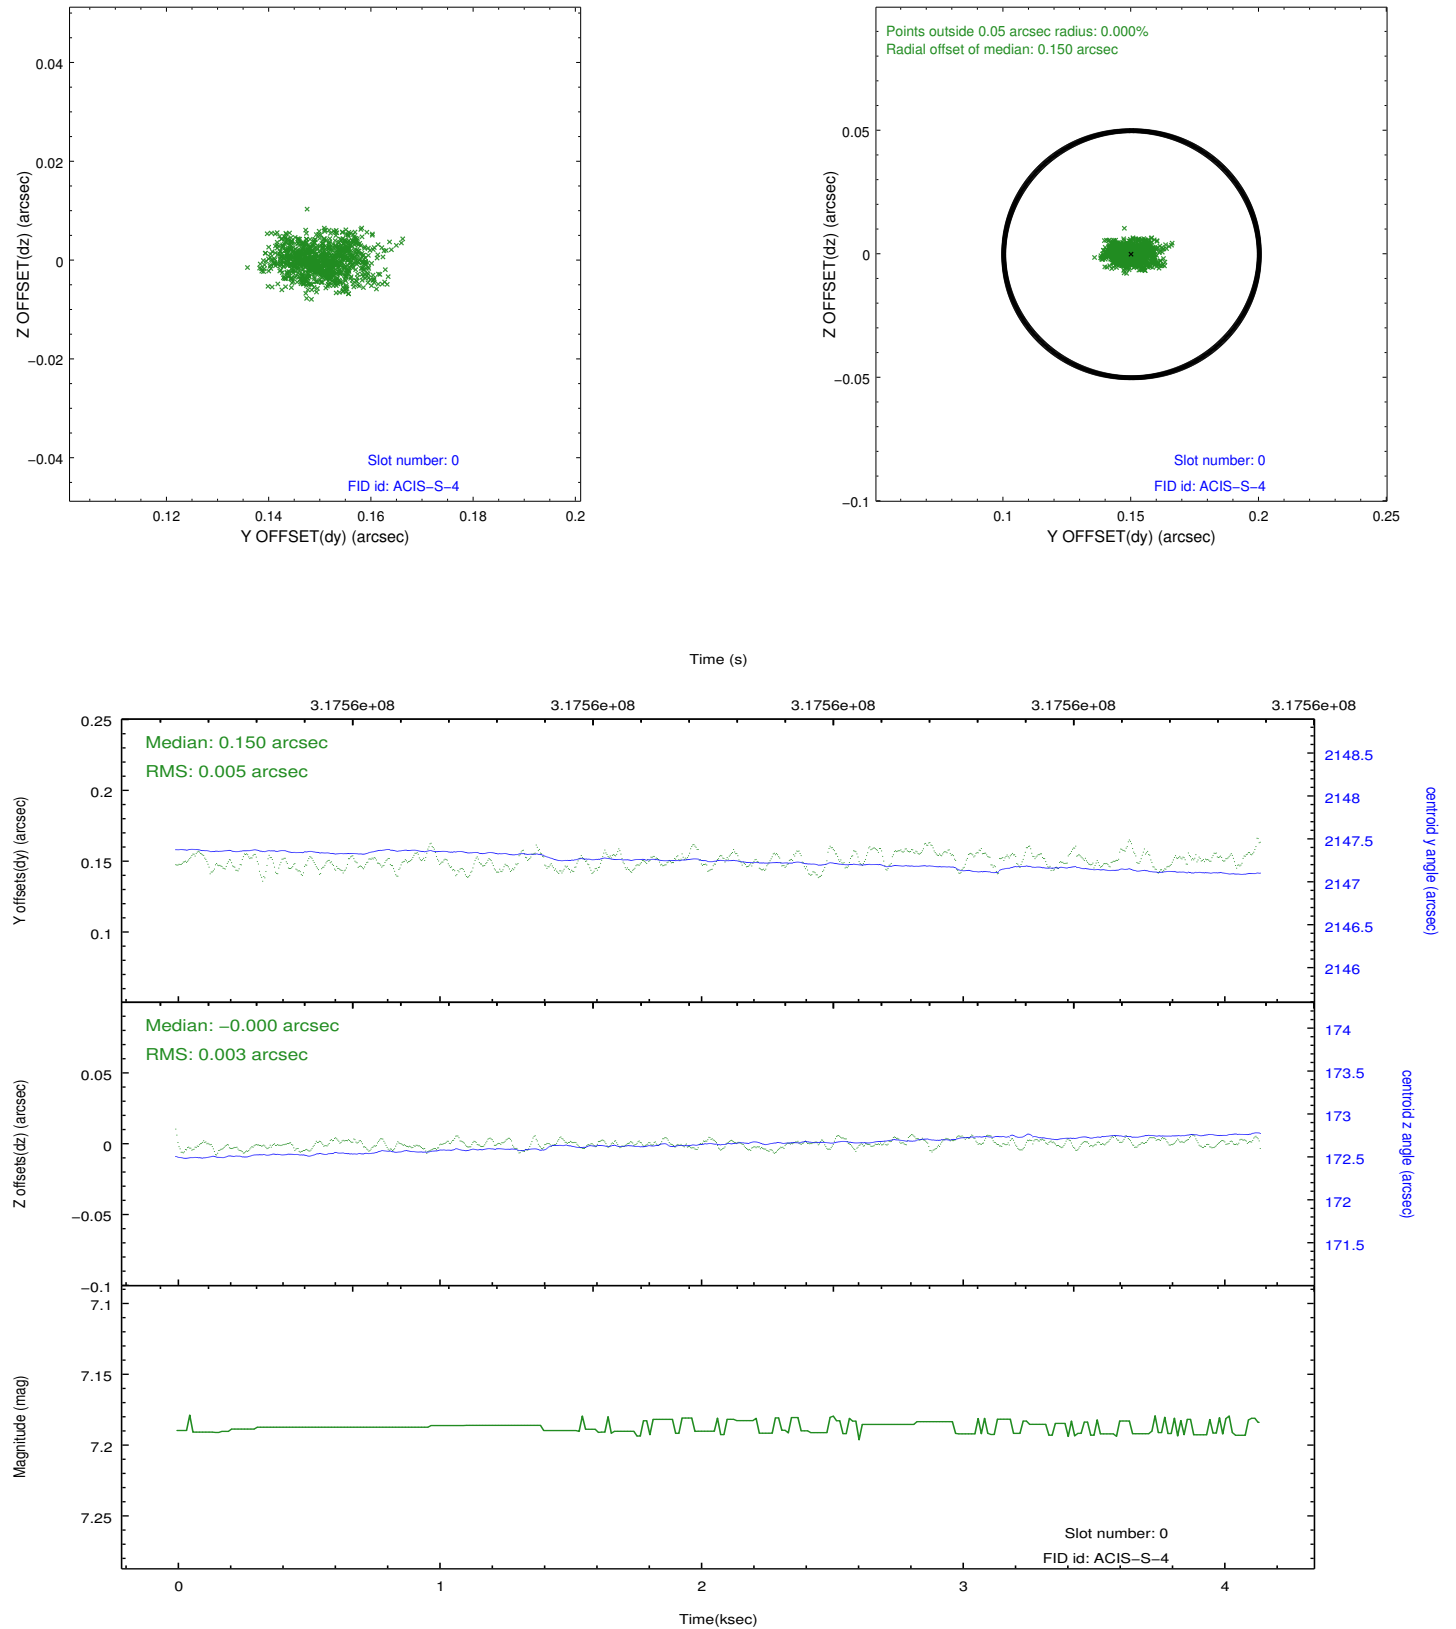 0.04
0.02
0
−0.02
−0.04
Z OFFSET(dz) (arcsec)
Slot number: 0
FID id: ACIS−S−4
0.12 0.14 0.16 0.18 0.2
Y OFFSET(dy) (arcsec)
Points outside 0.05 arcsec radius: 0.000%
Radial offset of median: 0.150 arcsec
0.05
0
−0.05
−0.1
Z OFFSET(dz) (arcsec)
Slot number: 0
FID id: ACIS−S−4
0.1 0.15 0.2 0.25
Y OFFSET(dy) (arcsec)
Time (s)
3.1756e+08 3.1756e+08 3.1756e+08 3.1756e+08 3.1756e+08
Median: 0.150 arcsec
RMS: 0.005 arcsec
0.25
0.2
0.15
0.1
Y offsets(dy) (arcsec)
2148.5
2148
2147.5
2147
2146.5
2146
centroid y angle (arcsec)
Median: −0.000 arcsec
RMS: 0.003 arcsec
0.05
0
−0.05
−0.1
Z offsets(dz) (arcsec)
174
173.5
173
172.5
172
171.5
centroid z angle (arcsec)
7.1
7.15
7.2
7.25
Magnitude (mag)
Slot number: 0
FID id: ACIS−S−4
0 1 2 3 4
Time(ksec)